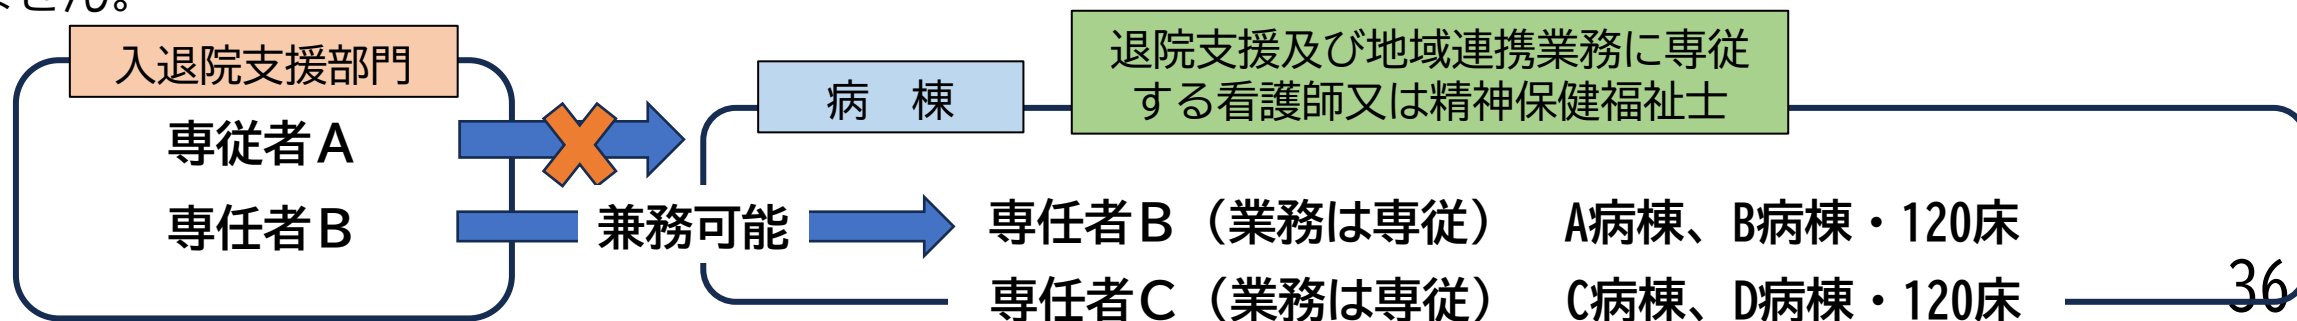 ません。
入退院支援部門
専従者A
専任者B
兼務可能
病　棟
退院支援及び地域連携業務に専従
する看護師又は精神保健福祉士
専任者B（業務は専従）　A病棟、B病棟・120床
専任者C（業務は専従）　C病棟、D病棟・120床
36